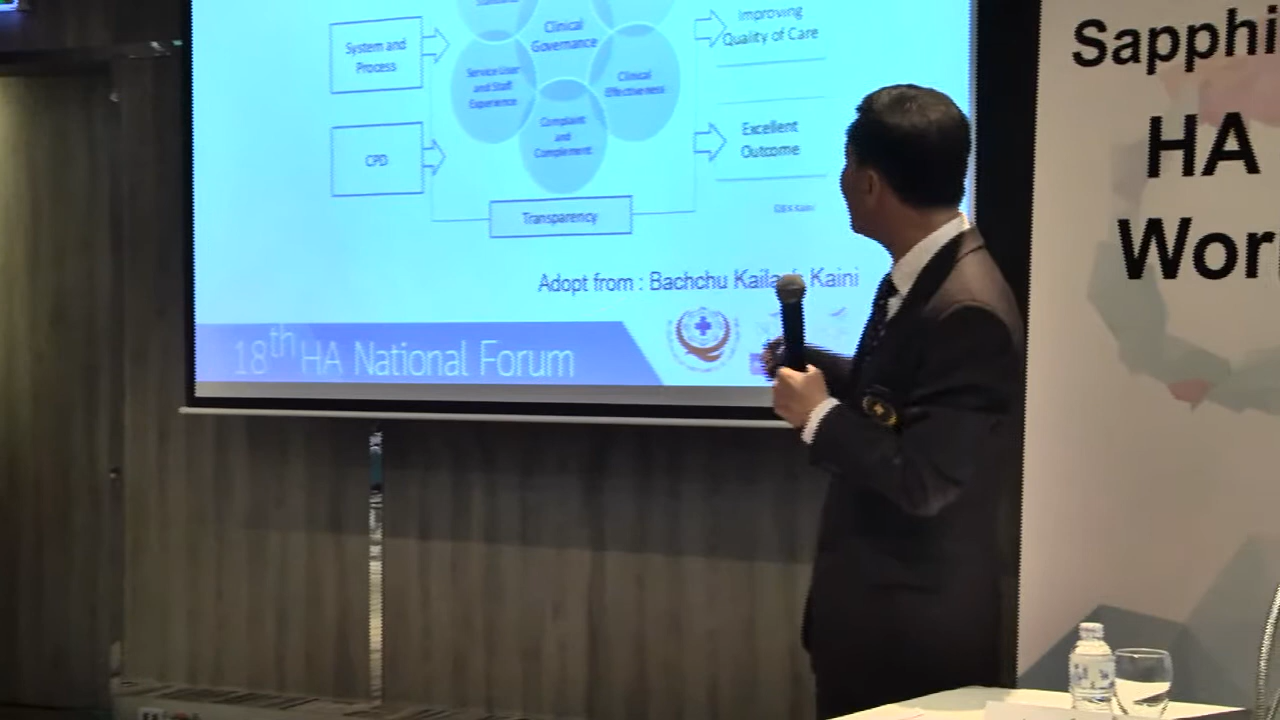 System and
Process
Clinical
Governance
Improving
Quality of Care
Service User
and Staff
Experience
Clinical
Effectiveness
CPD
Complaint
and
Complement
Excellent
Outcome
Transparency
Adopt from : Bachchu Kailash Kaini
18th HA National Forum
Sapphi
HA
Wor